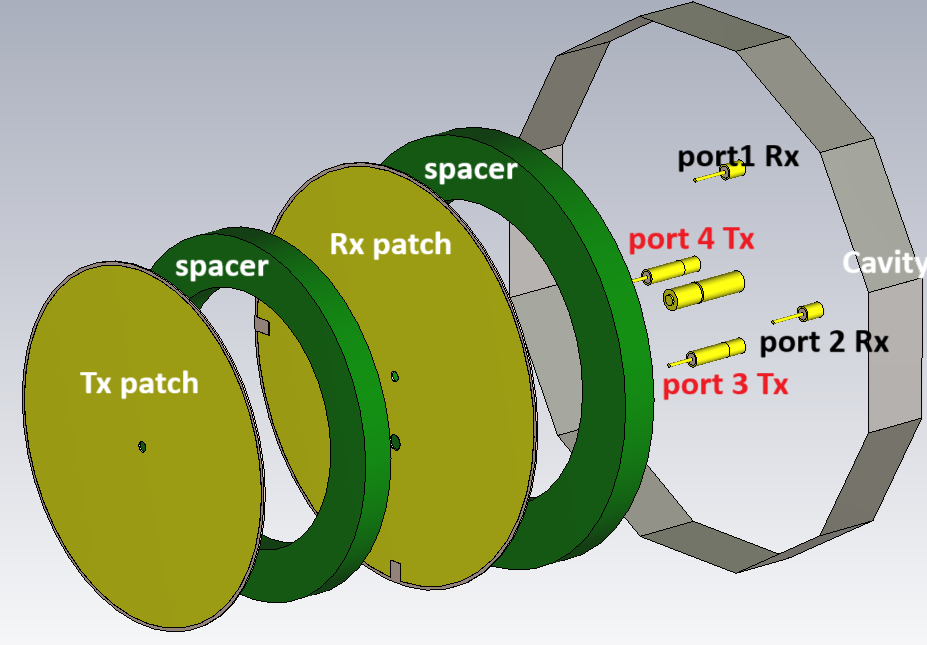 port1 Rx
spacer
port 4 Tx
Rx patch
spacer
Cavity
port 2 Rx
Tx patch
port 3 Tx